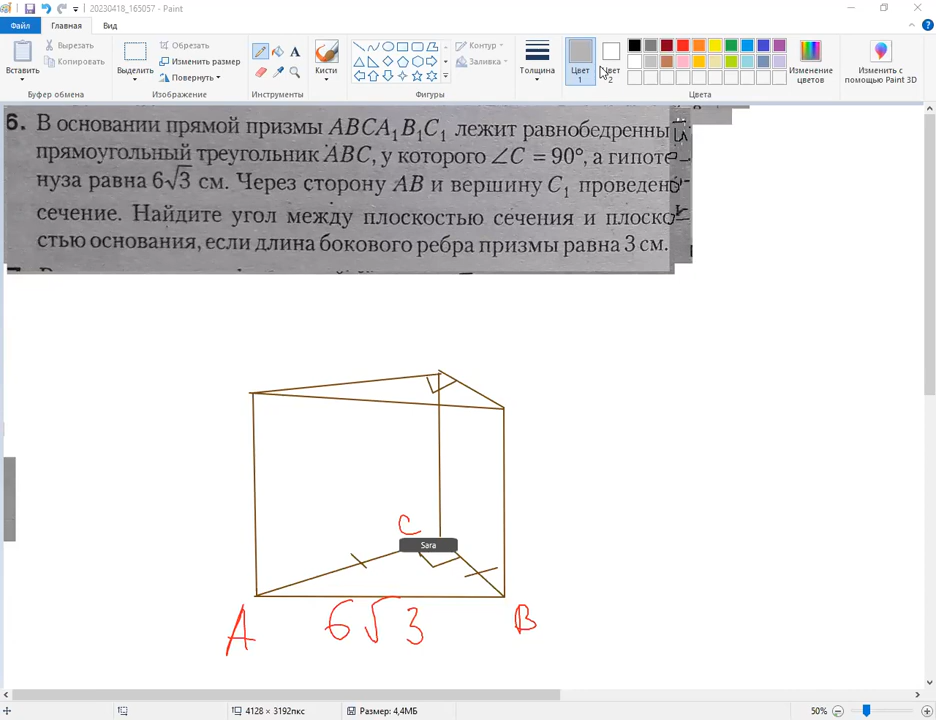 20230418_165057 - Paint
Файл Главная Вид
Вставить
Вырезать
Копировать
Буфер обмена
Выделить
Обрезать
Изменить размер
Повернуть
Изображение
A
Инструменты
Кисти
Фигуры
Контур
Заливка
Толщина
Цвет 1
Цвет 2
Цвета
Изменение цветов
Изменить с помощью Paint 3D
6. В основании прямой призмы ABCA₁B₁C₁ лежит равнобедренны
прямоугольный треугольник ABC, у которого ∠C = 90°, а гипоте
нуза равна 6√3 см. Через сторону AB и вершину C₁ проведен
сечение. Найдите угол между плоскостью сечения и плоско
стью основания, если длина бокового ребра призмы равна 3 см.
C
Sara
A 6√3 B
4128 × 3192пкс
Размер: 4,4МБ
50%